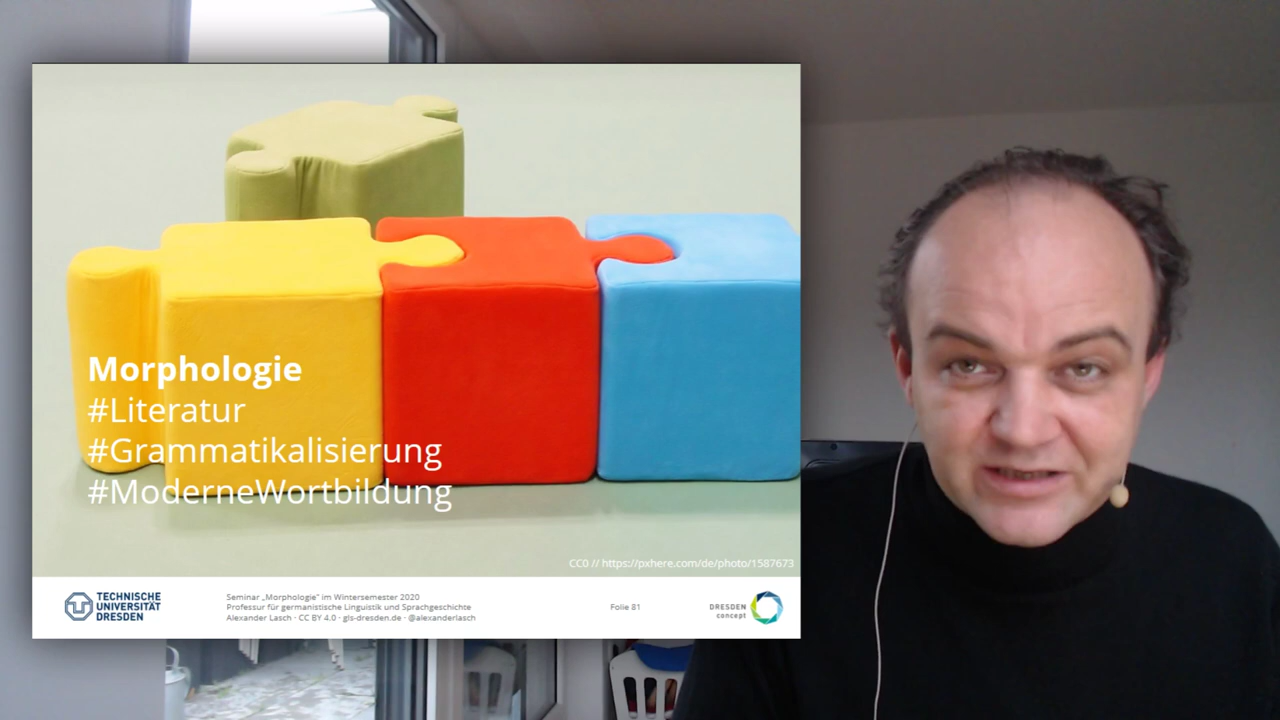 Morphologie
#Literatur
#Grammatikalisierung
#ModerneWortbildung
CC0 // https://pxhere.com/de/photo/1587673
TECHNISCHE
UNIVERSITÄT
DRESDEN
Seminar „Morphologie" im Wintersemester 2020
Professur für germanistische Linguistik und Sprachgeschichte
Alexander Lasch · CC BY 4.0 · gls-dresden.de · @alexanderlasch
Folie 81
DRESDEN
concept